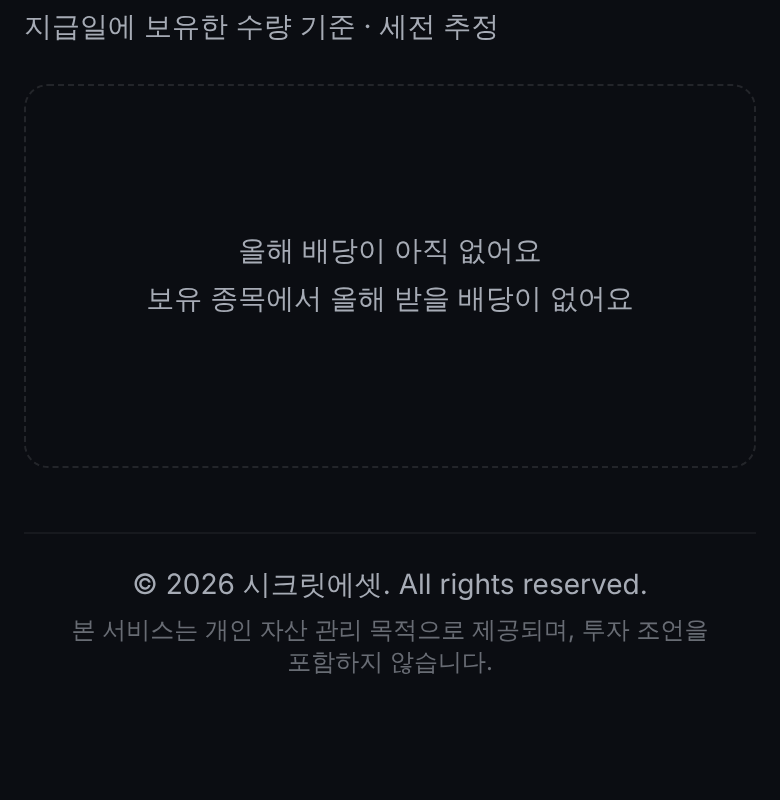 지급일에 보유한 수량 기준 · 세전 추정
올해 배당이 아직 없어요
보유 종목에서 올해 받을 배당이 없어요
© 2026 시크릿에셋. All rights reserved.
본 서비스는 개인 자산 관리 목적으로 제공되며, 투자 조언을
포함하지 않습니다.